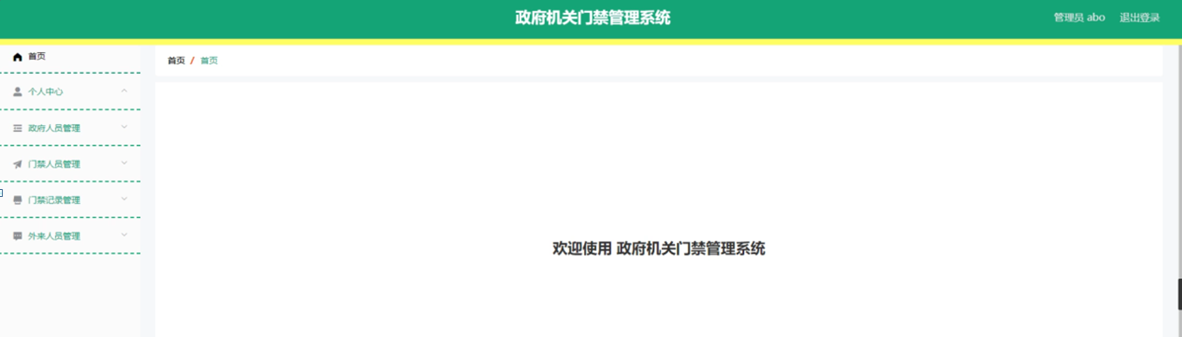 政府机关门禁管理系统
管理员 abo 退出登录
首页
首页 / 首页
个人中心
政府人员管理
门禁人员管理
门禁记录管理
外来人员管理
欢迎使用 政府机关门禁管理系统